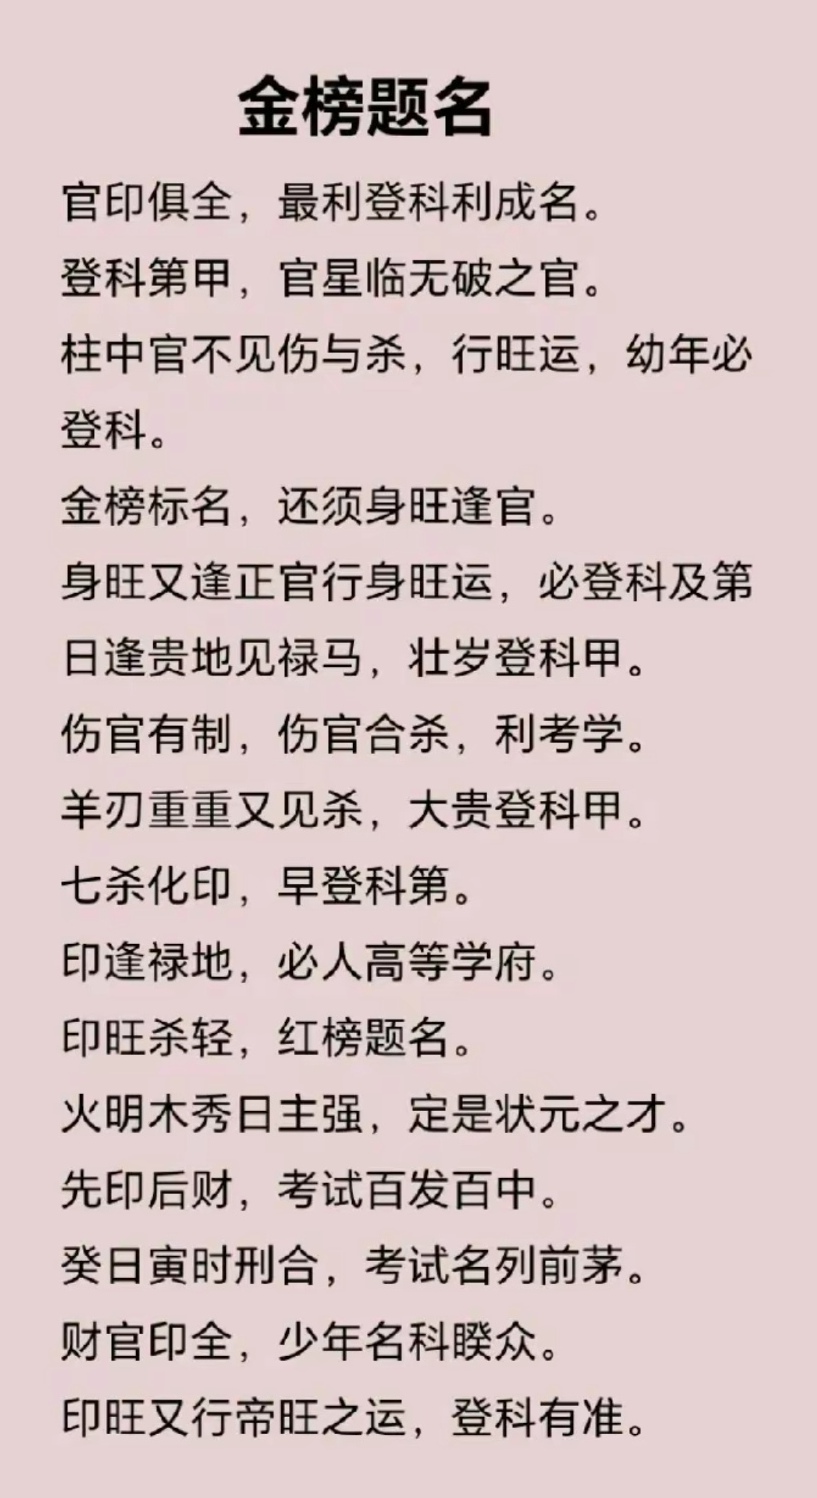 金榜题名
官印俱全，最利登科利成名。
登科第甲，官星临无破之官。
柱中官不见伤与杀，行旺运，幼年必
登科。
金榜标名，还须身旺逢官。
身旺又逢正官行身旺运，必登科及第
日逢贵地见禄马，壮岁登科甲。
伤官有制，伤官合杀，利考学。
羊刃重重又见杀，大贵登科甲。
七杀化印，早登科第。
印逢禄地，必人高等学府。
印旺杀轻，红榜题名。
火明木秀日主强，定是状元之才。
先印后财，考试百发百中。
癸日寅时刑合，考试名列前茅。
财官印全，少年名科睽众。
印旺又行帝旺之运，登科有准。